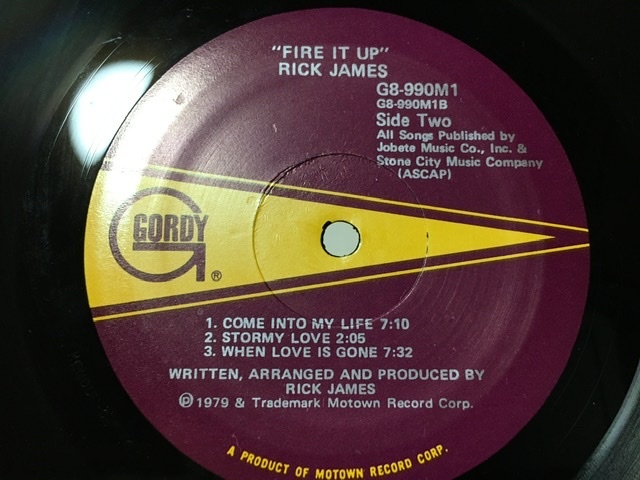 "FIRE IT UP"
RICK JAMES
G8-990M1
G8-990M1B
Side Two
All Songs Published by
Jobete Music Co., Inc. &
Stone City Music Company
(ASCAP)
GORDY
®
1. COME INTO MY LIFE 7:10
2. STORMY LOVE 2:05
3. WHEN LOVE IS GONE 7:32
WRITTEN, ARRANGED AND PRODUCED BY
RICK JAMES
℗ 1979 & Trademark Motown Record Corp.
A PRODUCT OF MOTOWN RECORD CORP.